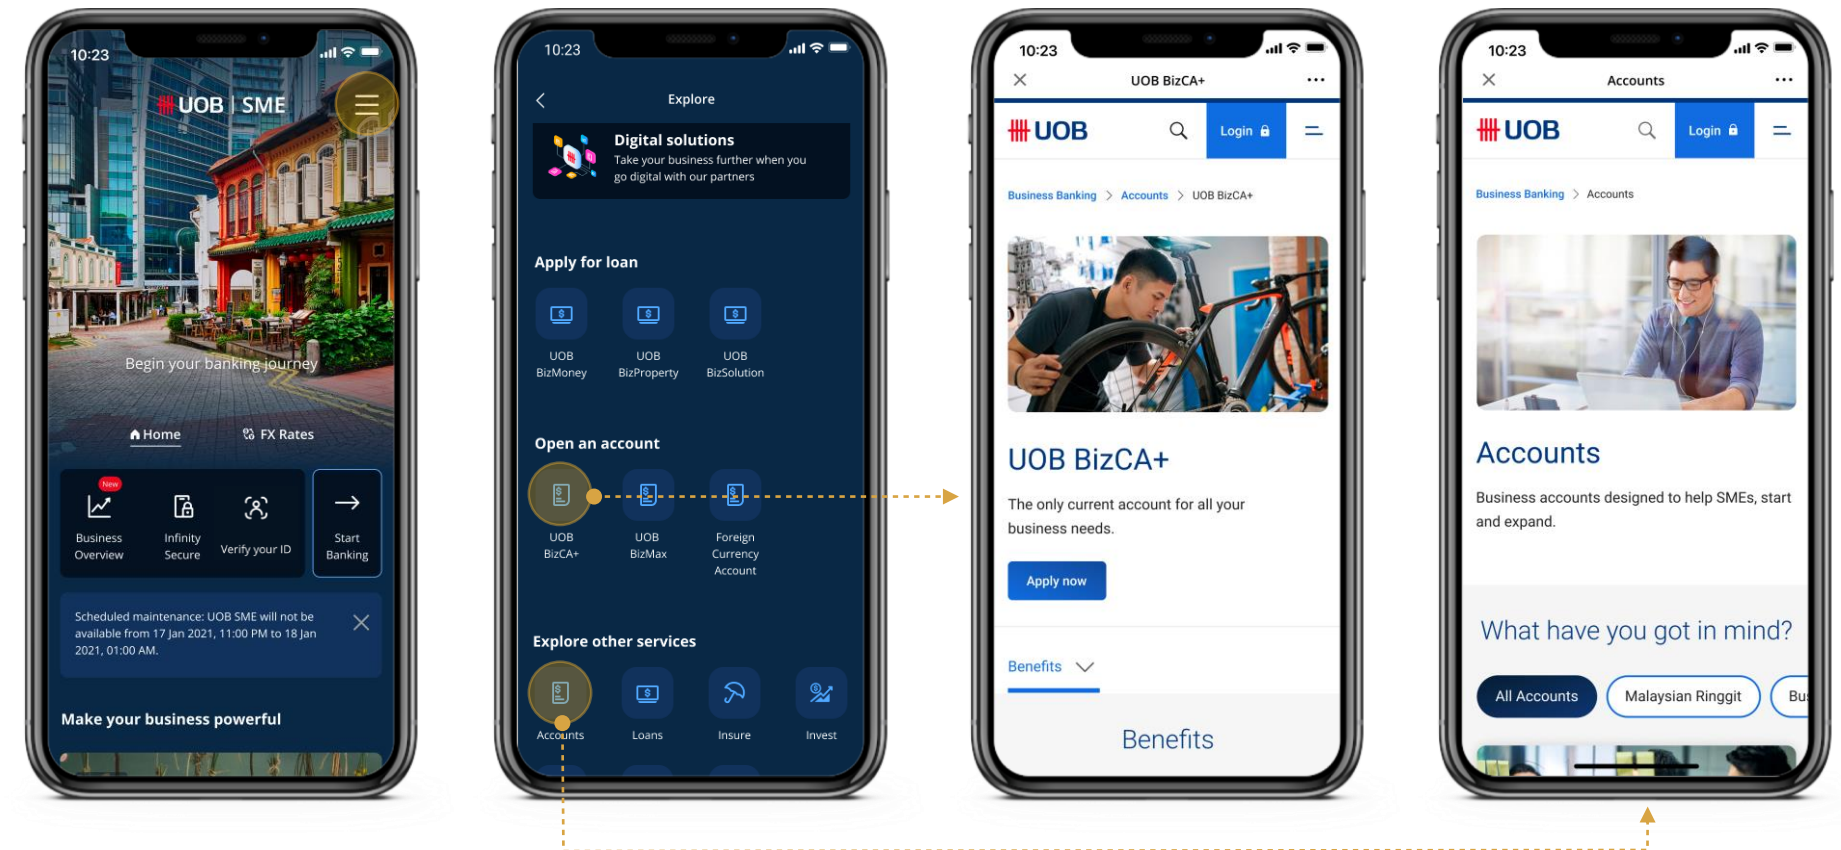 10:23
UOB | SME
Begin your banking journey
Home
FX Rates
New
Business
Overview
Infinity
Secure
Verify your ID
Start
Banking
Scheduled maintenance: UOB SME will not be
available from 17 Jan 2021, 11:00 PM to 18 Jan
2021, 01:00 AM.
Make your business powerful
10:23
Explore
Digital solutions
Take your business further when you
go digital with our partners
Apply for loan
UOB
BizMoney
UOB
BizProperty
UOB
BizSolution
Open an account
UOB
BizCA+
UOB
BizMax
Foreign
Currency
Account
Explore other services
Accounts
Loans
Insure
Invest
10:23
UOB BizCA+
UOB
Login
Business Banking > Accounts > UOB BizCA+
UOB BizCA+
The only current account for all your
business needs.
Apply now
Benefits
Benefits
10:23
Accounts
UOB
Login
Business Banking > Accounts
Accounts
Business accounts designed to help SMEs, start
and expand.
What have you got in mind?
All Accounts
Malaysian Ringgit
Bu